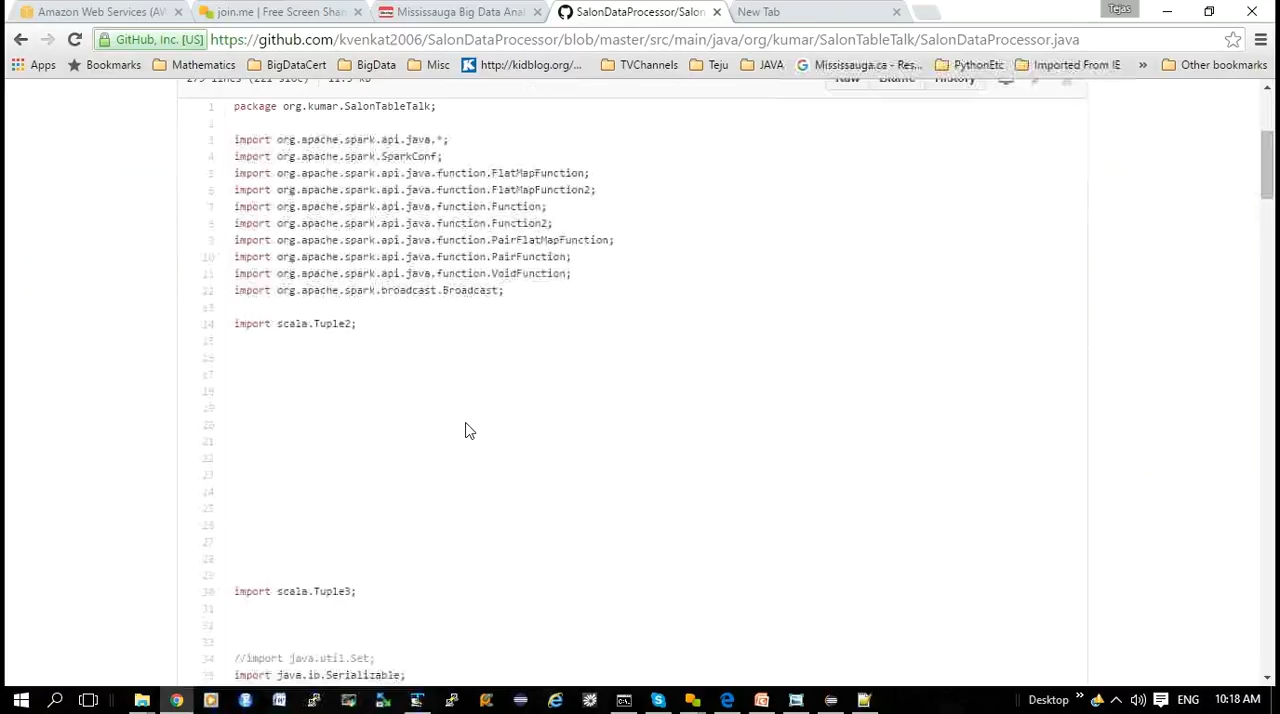 Amazon Web Services (AW
join.me | Free Screen Shar
Mississauga Big Data Anal
SalonDataProcessor/Salon
New Tab
Tejas
GitHub, Inc. [US]
https://github.com/kvenkat2006/SalonDataProcessor/blob/master/src/main/java/org/kumar/SalonTableTalk/SalonDataProcessor.java
Apps Bookmarks Mathematics BigDataCert BigData Misc http://kidblog.org/... TVChannels Teju JAVA Mississauga.ca - Res... PythonEtc Imported From IE » Other bookmarks
Raw Blame History
1 package org.kumar.SalonTableTalk;
2
3 import org.apache.spark.api.java.*;
4 import org.apache.spark.SparkConf;
5 import org.apache.spark.api.java.function.FlatMapFunction;
6 import org.apache.spark.api.java.function.FlatMapFunction2;
7 import org.apache.spark.api.java.function.Function;
8 import org.apache.spark.api.java.function.Function2;
9 import org.apache.spark.api.java.function.PairFlatMapFunction;
10 import org.apache.spark.api.java.function.PairFunction;
11 import org.apache.spark.api.java.function.VoidFunction;
12 import org.apache.spark.broadcast.Broadcast;
13
14 import scala.Tuple2;
15
16
17
18
19
20
21
22
23
24
25
26
27
28
29
30 import scala.Tuple3;
31
32
33
34 //import java.util.Set;
35 import java.io.Serializable;
Desktop » ENG 10:18 AM